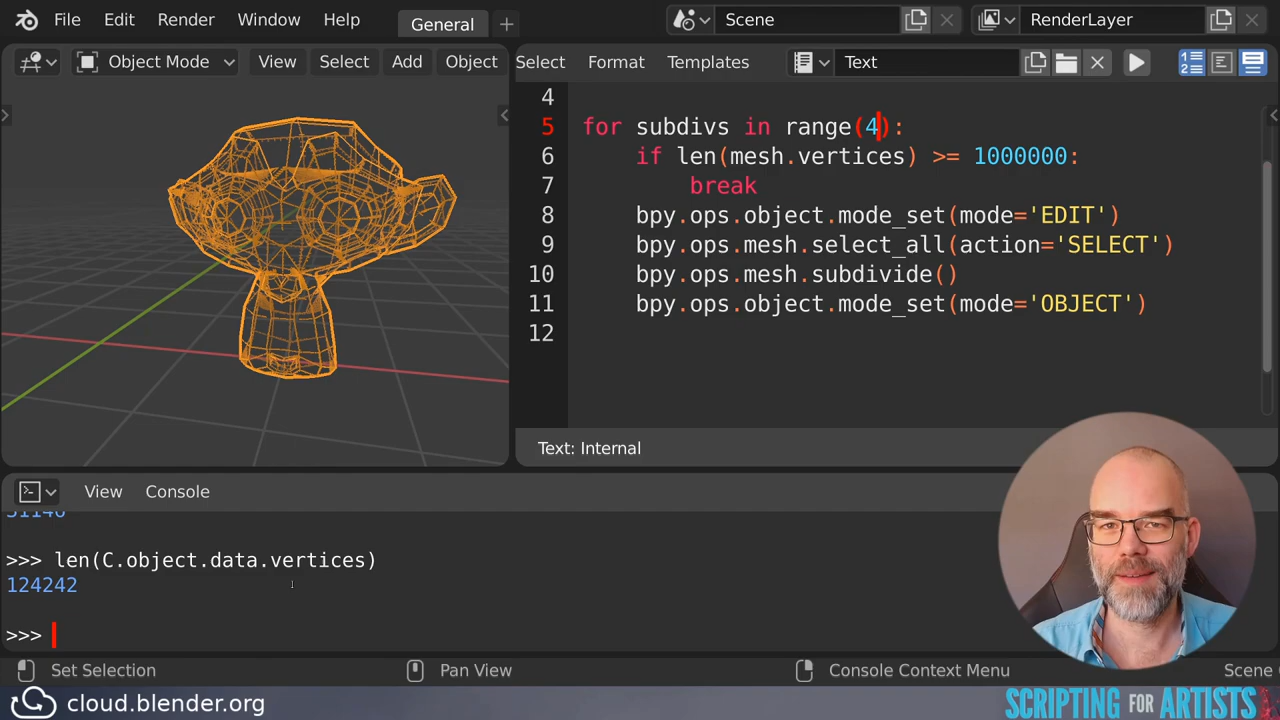 File Edit Render Window Help General + Scene RenderLayer
Object Mode View Select Add Object Select Format Templates Text
4
5 for subdivs in range(4):
6 if len(mesh.vertices) >= 1000000:
7 break
8 bpy.ops.object.mode_set(mode='EDIT')
9 bpy.ops.mesh.select_all(action='SELECT')
10 bpy.ops.mesh.subdivide()
11 bpy.ops.object.mode_set(mode='OBJECT')
12
Text: Internal
View Console
>>> len(C.object.data.vertices)
124242
>>>
Set Selection Pan View Console Context Menu Scene
cloud.blender.org SCRIPTING FOR ARTISTS